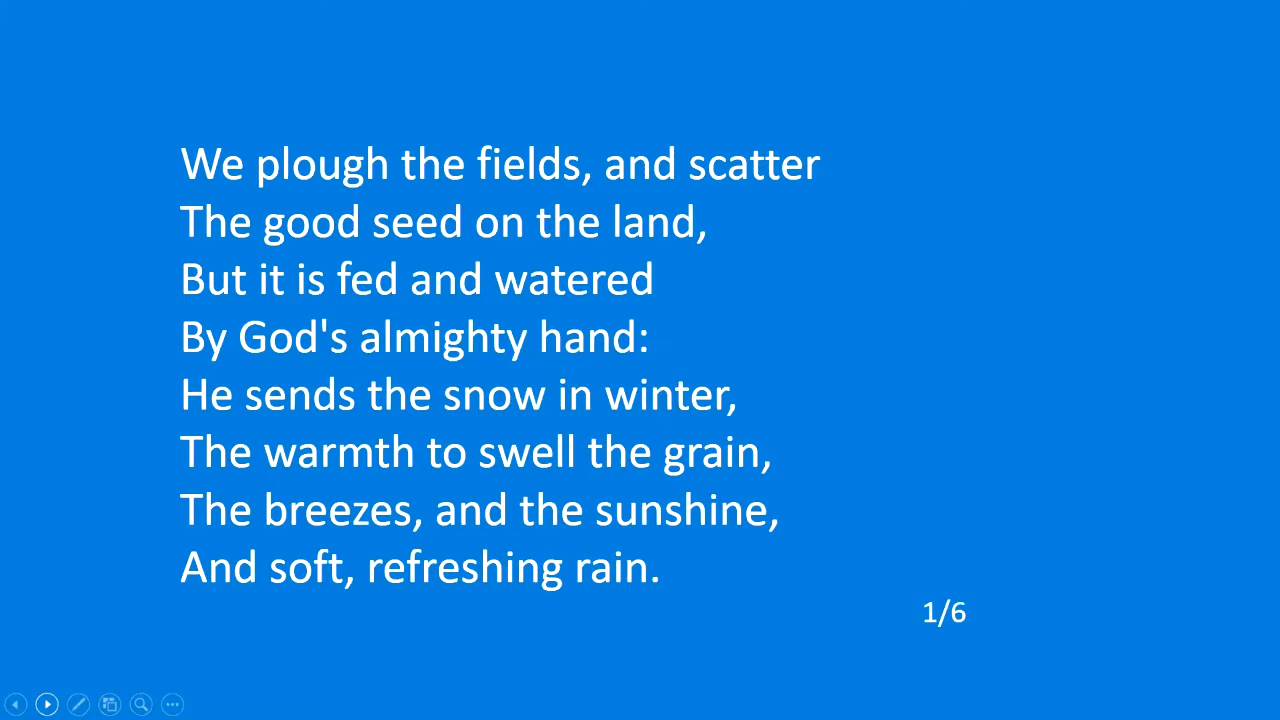 We plough the fields, and scatter
The good seed on the land,
But it is fed and watered
By God's almighty hand:
He sends the snow in winter,
The warmth to swell the grain,
The breezes, and the sunshine,
And soft, refreshing rain.
1/6